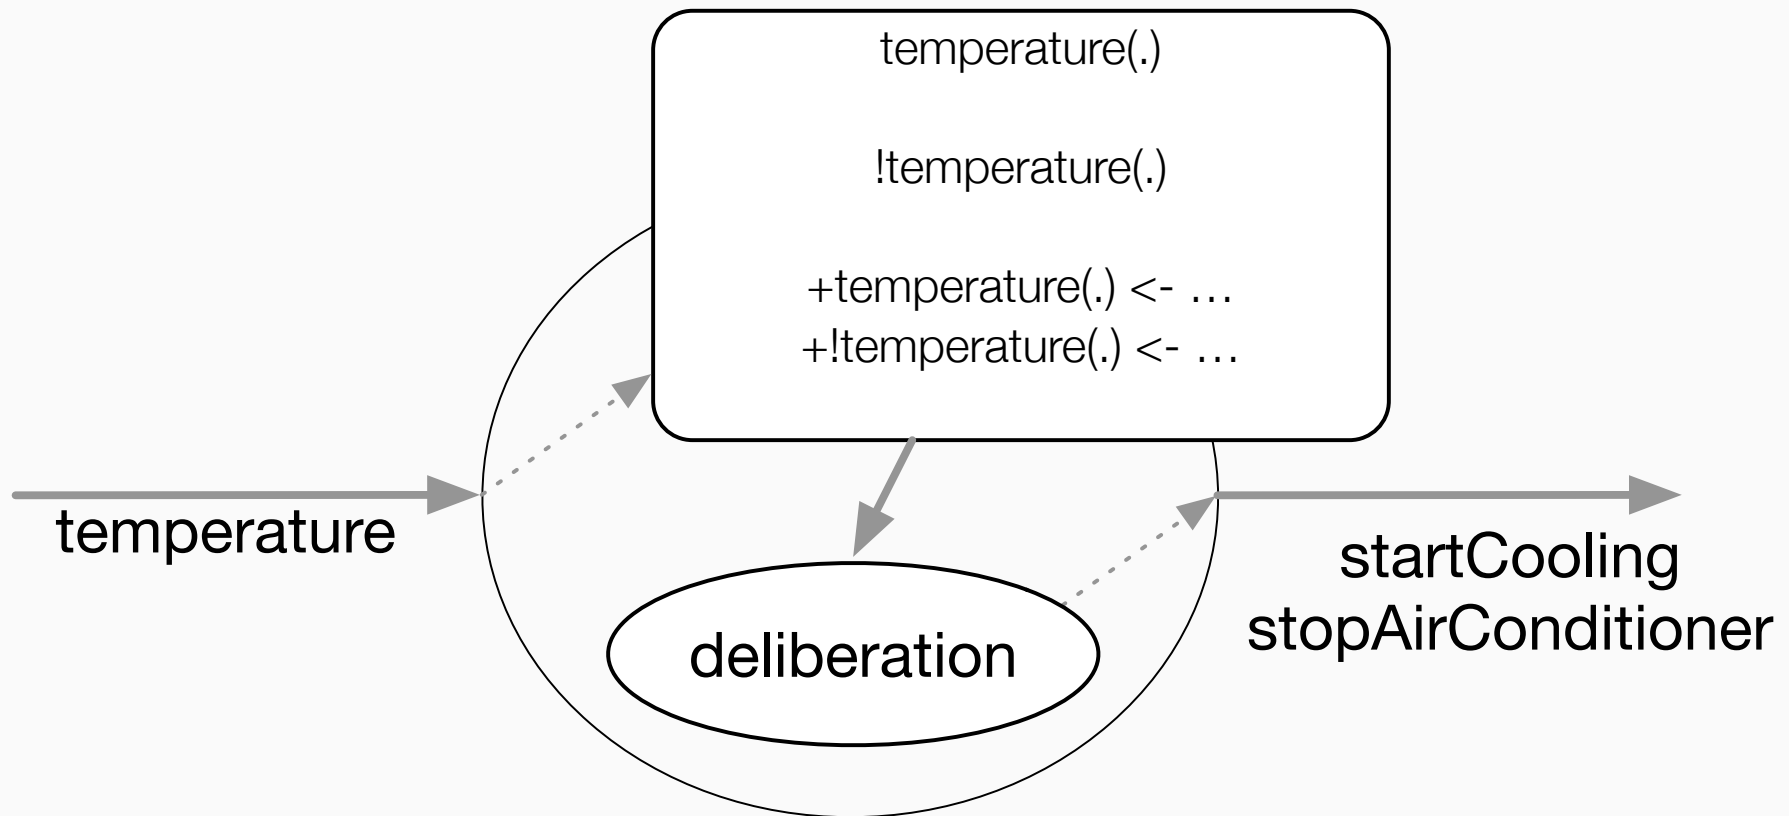 temperature(.)
!temperature(.)
+temperature(.) <- …
+!temperature(.) <- …
temperature
deliberation
startCooling
stopAirConditioner